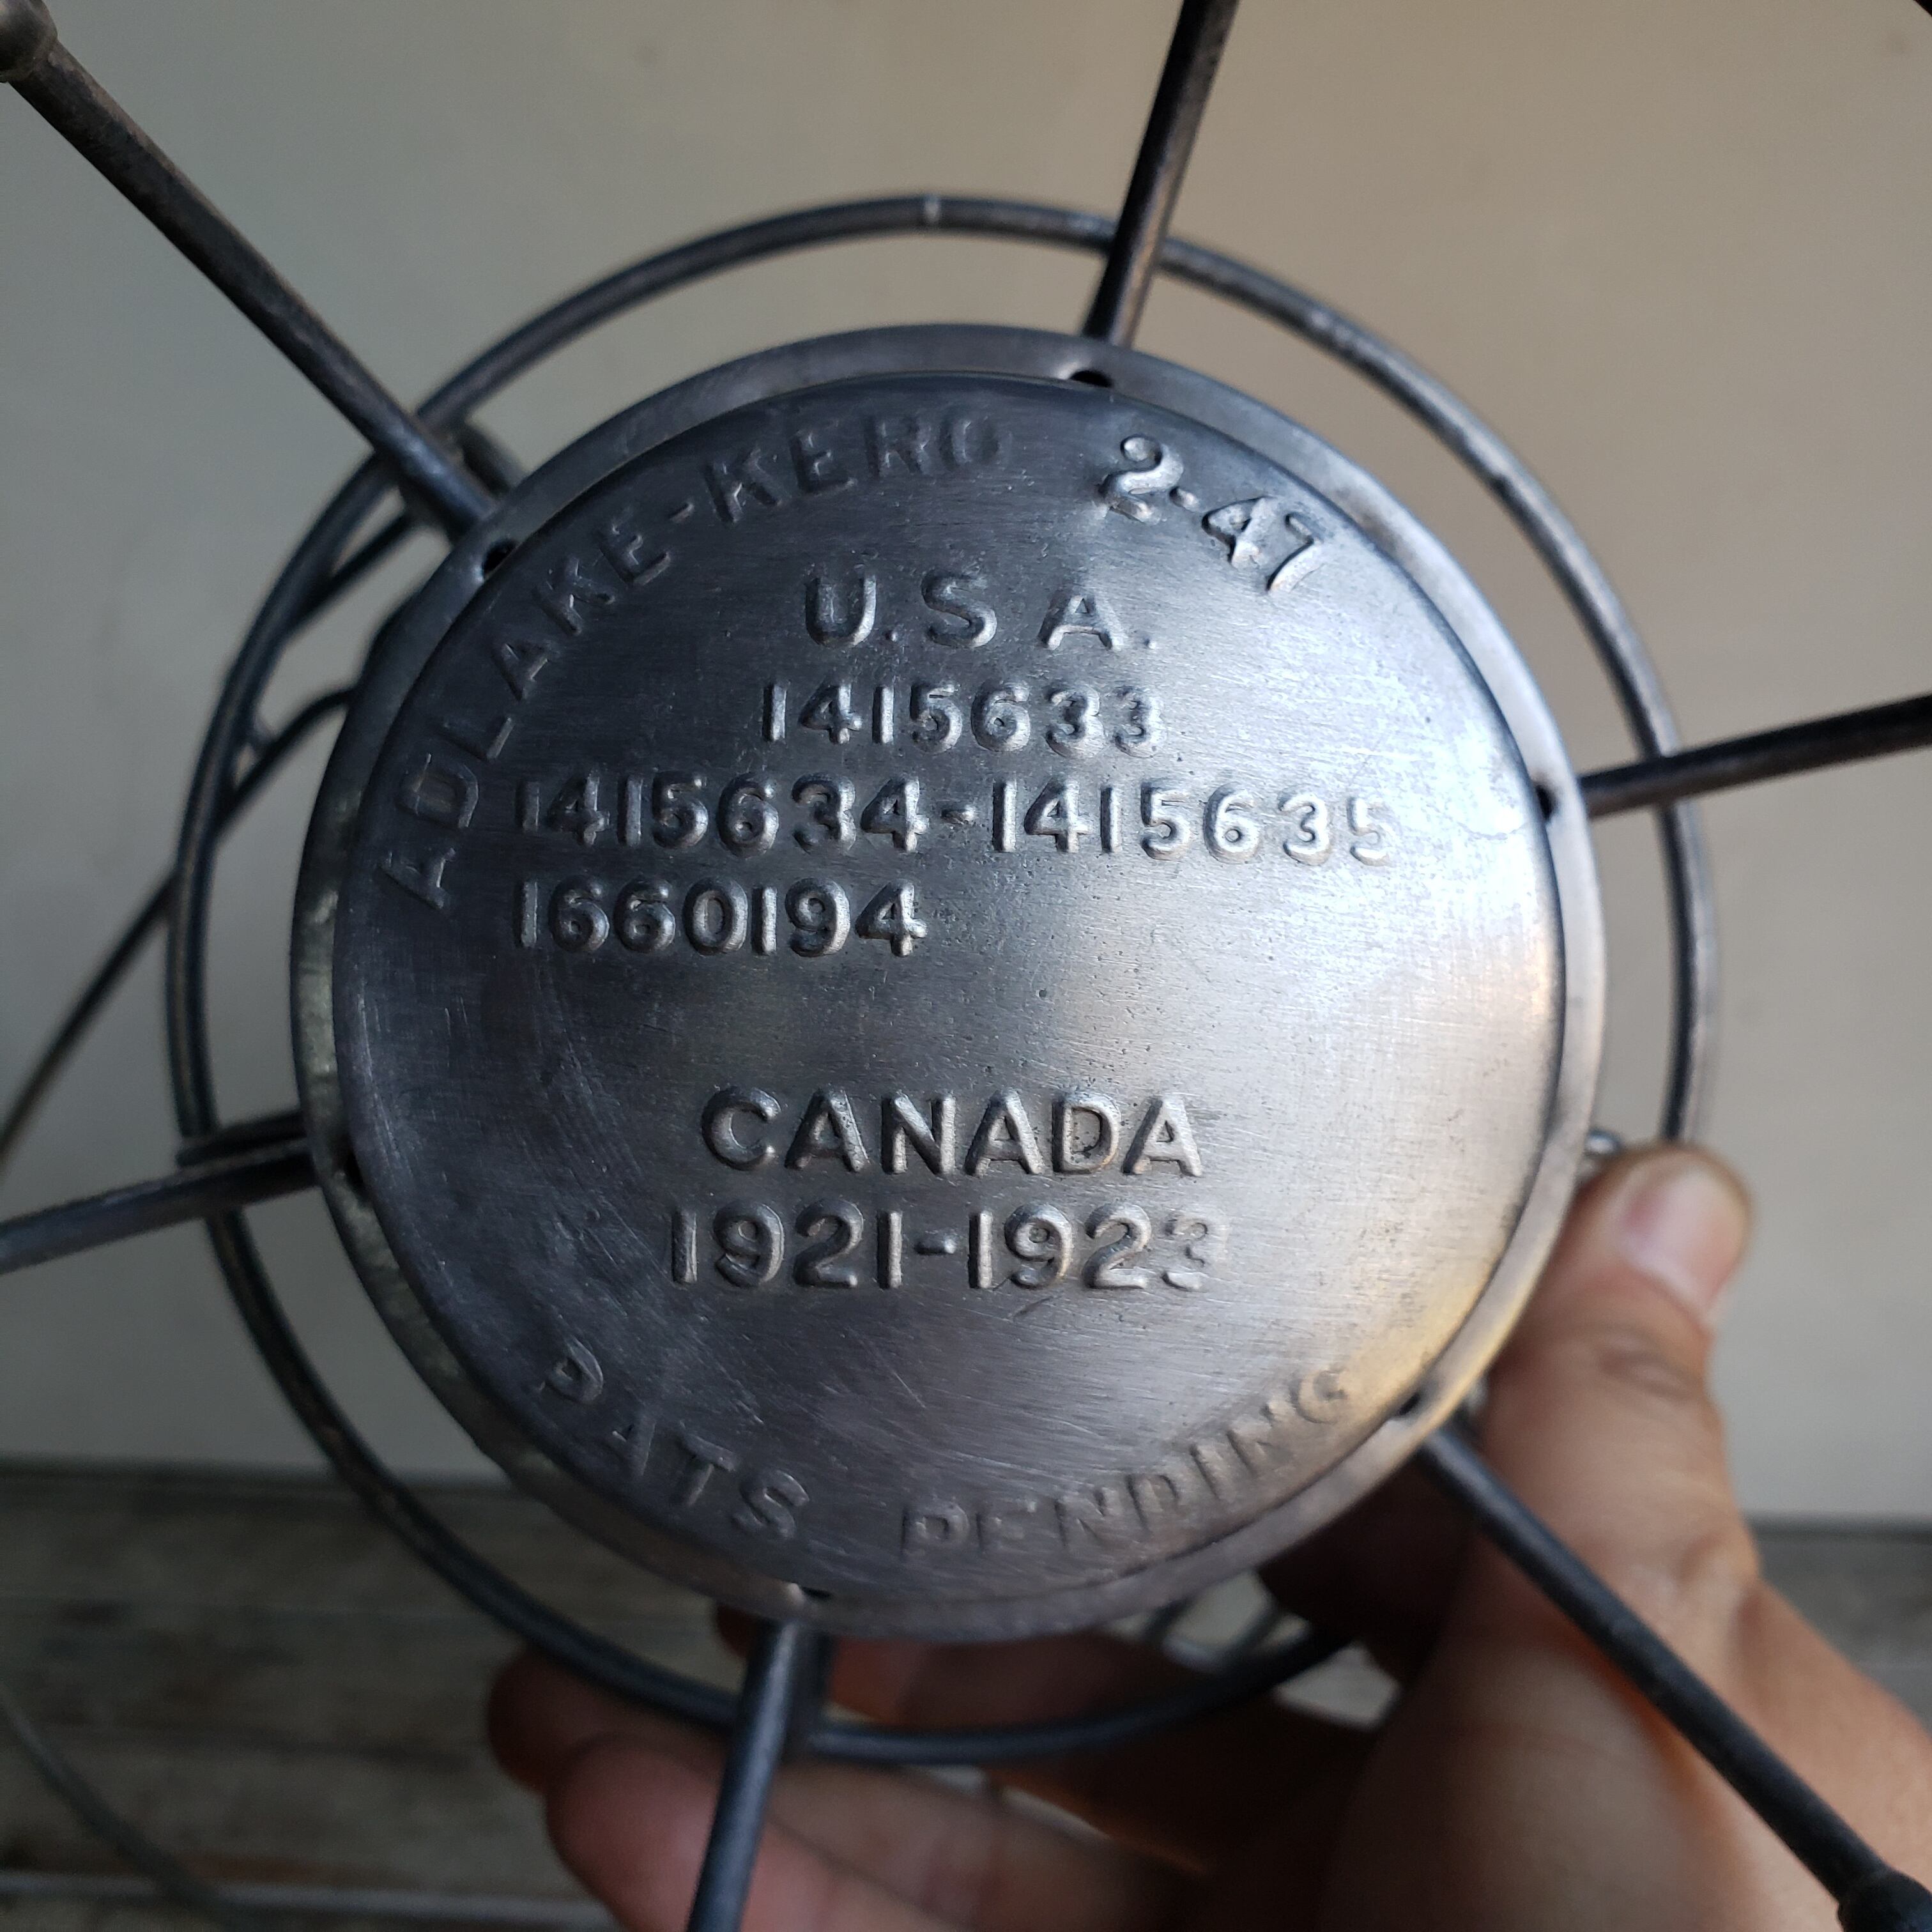 ADLAKE-KERO 2-47
U.S.A.
1415633
1415634-1415635
1660194
CANADA
1921-1923
PATS PENDING